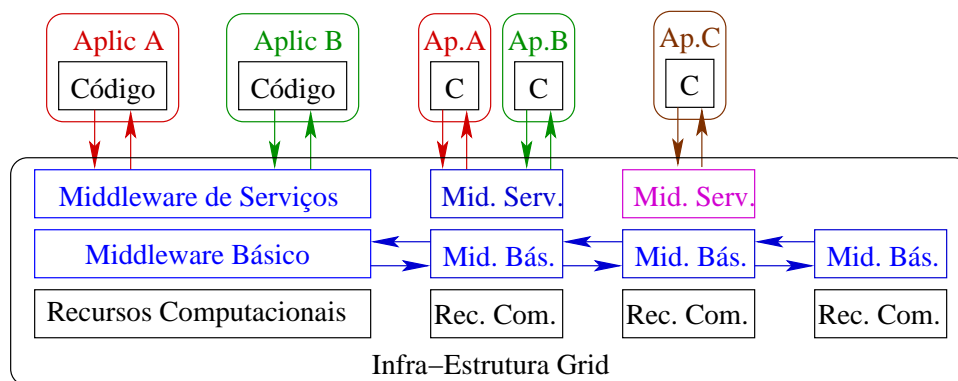 Aplic A Aplic B Ap.A Ap.B Ap.C
Código Código C C C
Middleware de Serviços Mid. Serv. Mid. Serv.
Middleware Básico Mid. Bás. Mid. Bás. Mid. Bás.
Recursos Computacionais Rec. Com. Rec. Com. Rec. Com.
Infra−Estrutura Grid